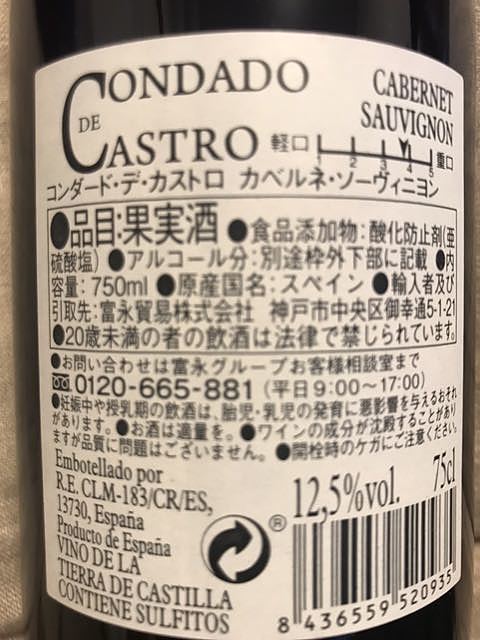 CONDADO
DE
CASTRO
CABERNET
SAUVIGNON
軽口 1 2 3 4 5 重口
コンダード・デ・カストロ カベルネ・ソーヴィニヨン
●品目:果実酒 ●食品添加物:酸化防止剤(亜
硫酸塩) ●アルコール分:別途枠外下部に記載 ●内
容量:750ml ●原産国名:スペイン ●輸入者及び
引取先:富永貿易株式会社 神戸市中央区御幸通5-1-21
●20歳未満の者の飲酒は法律で禁じられています。
●お問い合わせは富永グループお客様相談室まで
0120-665-881 (平日9:00〜17:00)
●妊娠中や授乳期の飲酒は、胎児・乳児の発育に悪影響を与えるおそれ
があります。●お酒は適量を。●ワインの成分が沈殿することがあり
ますが品質に問題はございません。●開栓時のケガにご注意ください。
Embotellado por
R.E. CLM-183/CR/ES,
13730, España
Producto de España
VINO DE LA
TIERRA DE CASTILLA
CONTIENE SULFITOS
®
12,5%vol. 75cl
8 436559 520935